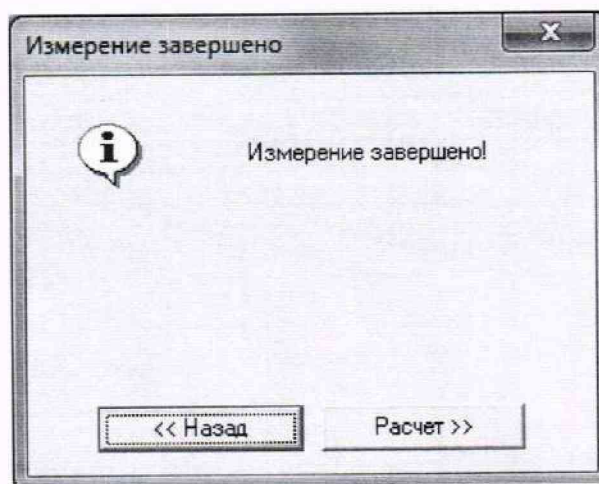 Измерение завершено
Измерение завершено!
<< Назад
Расчет >>